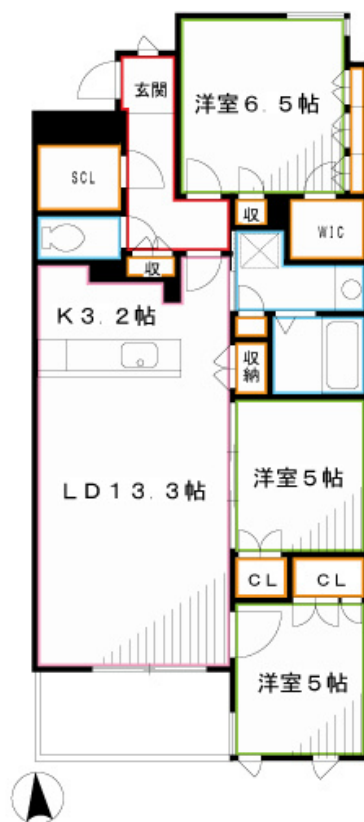 玄関
洋室6.5帖
SCL
収
WIC
収
K3.2帖
収納
LD13.3帖
洋室5帖
CL
CL
洋室5帖